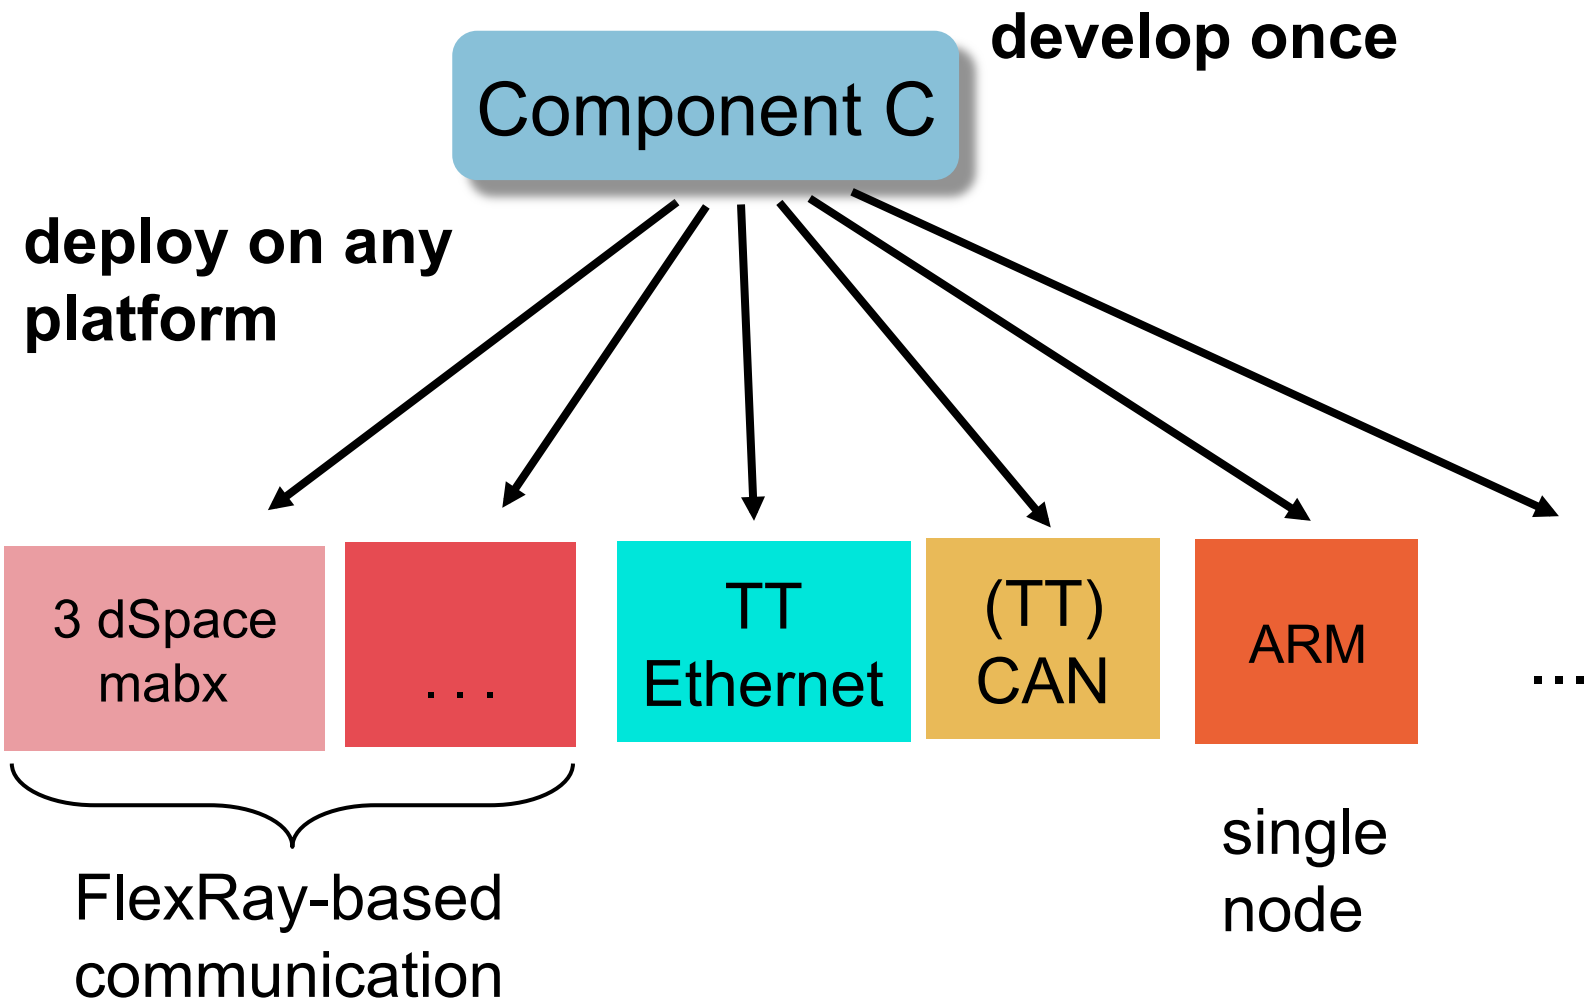 develop once
Component C
deploy on any
platform
3 dSpace
mabx
. . .
TT
Ethernet
(TT)
CAN
ARM
...
FlexRay-based
communication
single
node